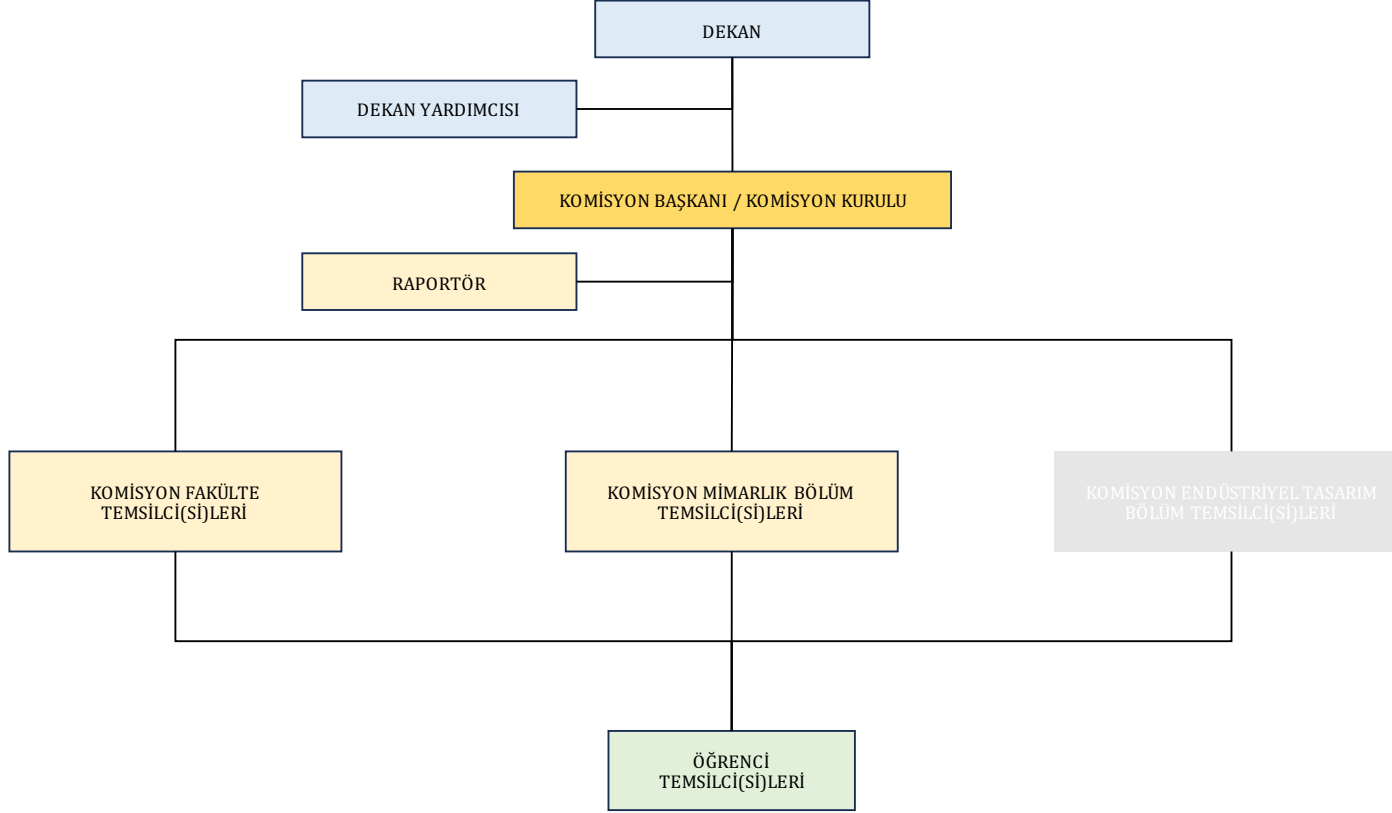 DEKAN
DEKAN YARDIMCISI
KOMİSYON BAŞKANI / KOMİSYON KURULU
RAPORTÖR
KOMİSYON FAKÜLTE
TEMSİLCİ(Sİ)LERİ
KOMİSYON MİMARLIK BÖLÜM
TEMSİLCİ(Sİ)LERİ
KOMİSYON ENDÜSTRİYEL TASARIM
BÖLÜM TEMSİLCİ(Sİ)LERİ
ÖĞRENCİ
TEMSİLCİ(Sİ)LERİ